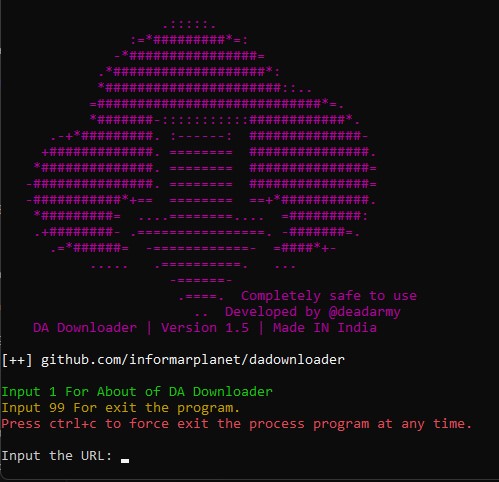 Completely safe to use
.. Developed by @deadarmy
DA Downloader | Version 1.5 | Made IN India
[++] github.com/informarplanet/dadownloader
Input 1 For About of DA Downloader
Input 99 For exit the program.
Press ctrl+c to force exit the process program at any time.
Input the URL: